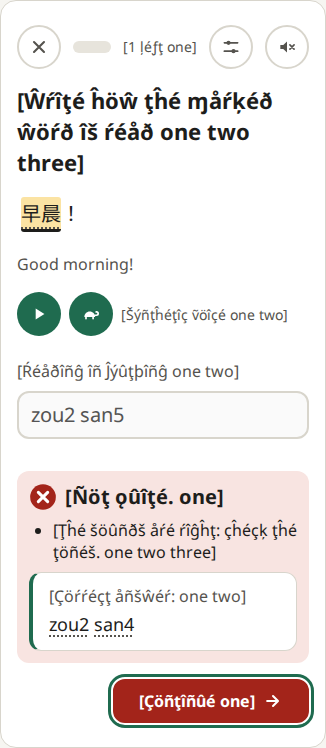 [1 ļéƒţ one]
[Ŵŕîţé ĥöŵ ţĥé ɱåŕķéð
ŵöŕð îš ŕéåð one two
three]
早晨！
Good morning!
[Šýñţĥéţîç ṽöîçé one two]
[Ŕéåðîñĝ îñ Ĵýûţþîñĝ one two]
zou2 san5
[Ñöţ ǫûîţé. one]
[Ţĥé šöûñðš åŕé ŕîĝĥţ: çĥéçķ ţĥé
ţöñéš. one two three]
[Çöŕŕéçţ åñšŵéŕ: one two]
zou2 san4
[Çöñţîñûé one]